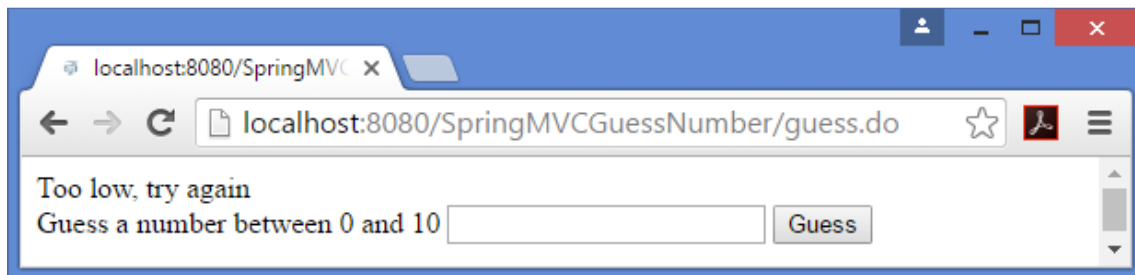 localhost:8080/SpringMVC
localhost:8080/SpringMVCGuessNumber/guess.do
Too low, try again
Guess a number between 0 and 10 Guess